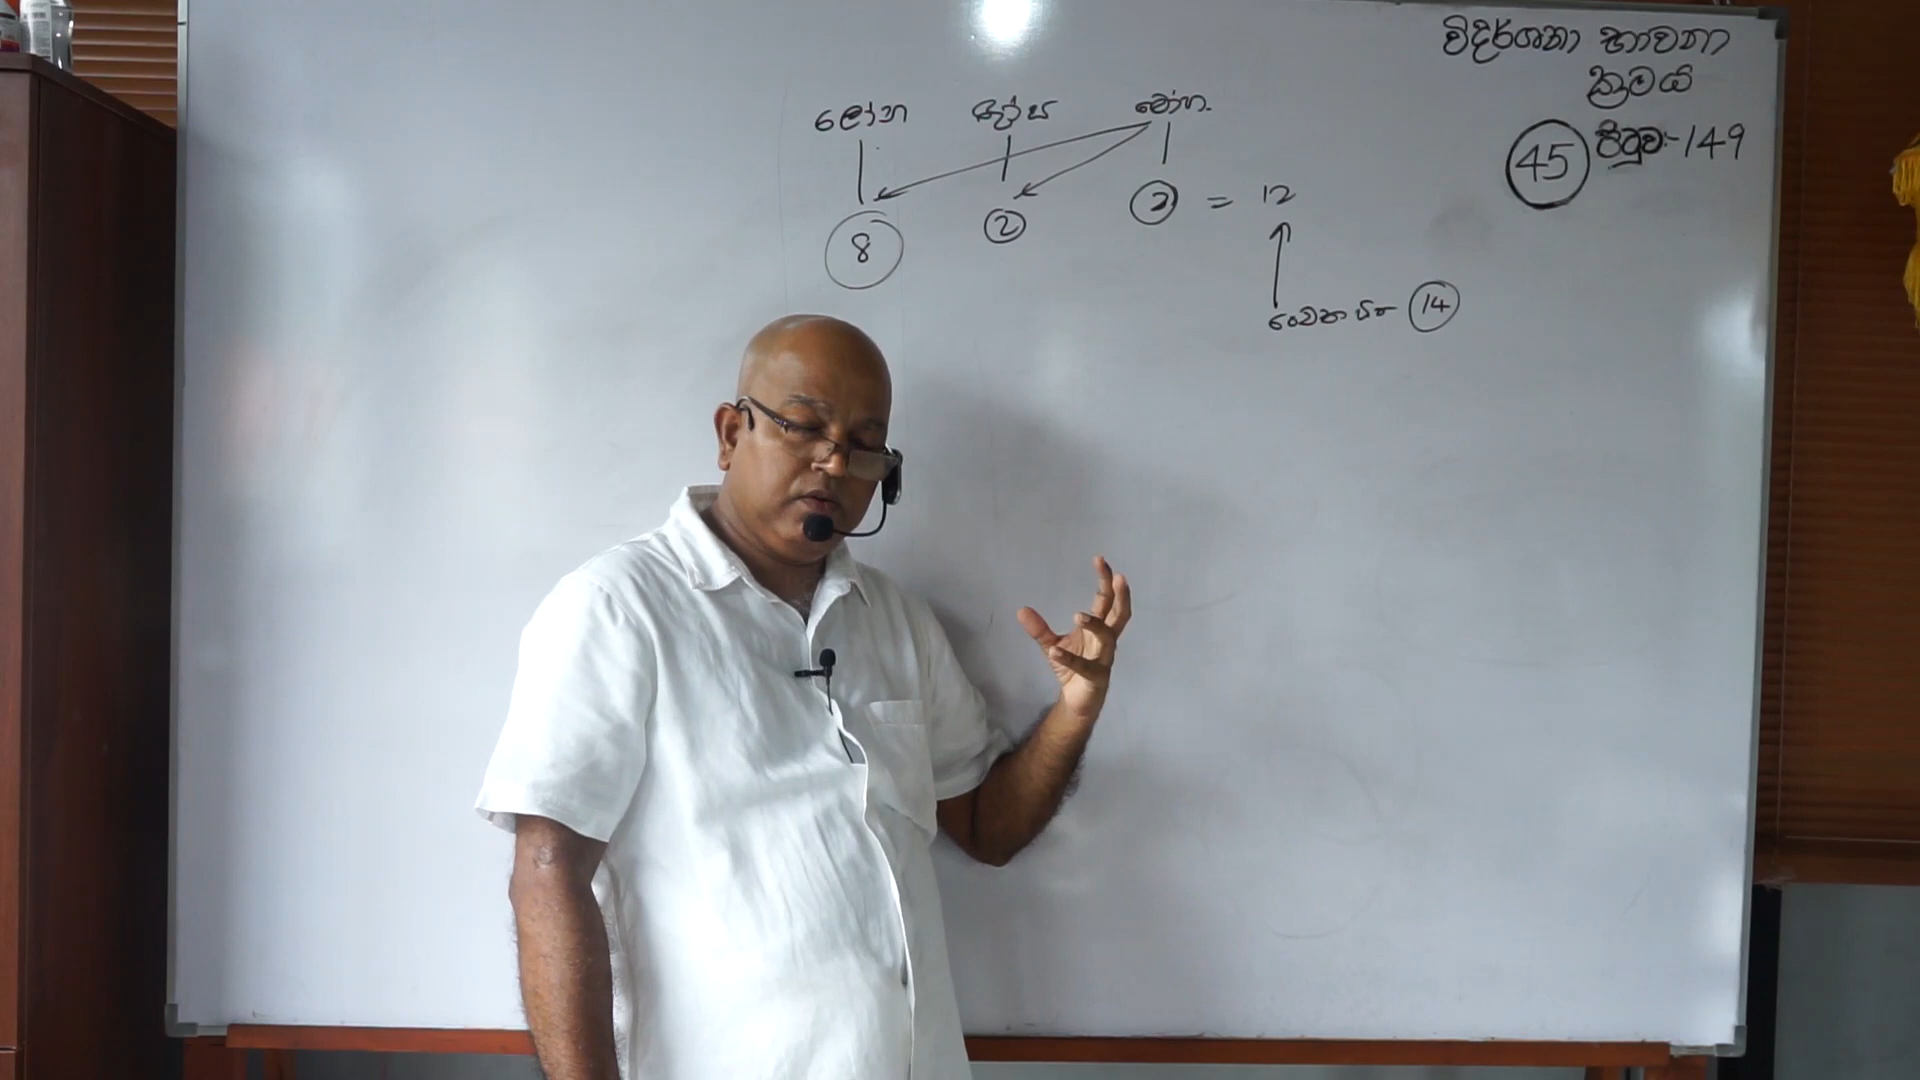 විදර්ශනා භාවනා
ක්‍රමයි
45 පිටුව:-149
ලෝභ ද්වේස මෝහ.
8 2 2 = 12
චෛතසික 14